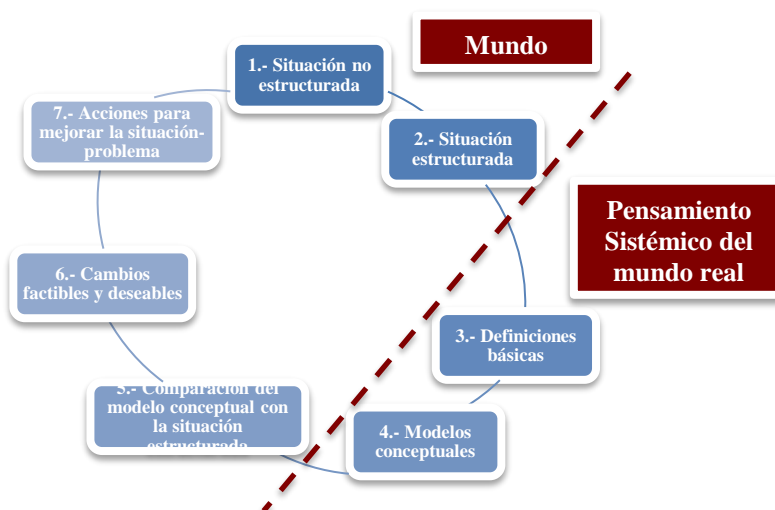 Mundo
1.- Situación no
estructurada
2.- Situación
estructurada
Pensamiento
Sistémico del
mundo real
3.- Definiciones
básicas
4.- Modelos
conceptuales
5.- Comparación del
modelo conceptual con
la situación
estructurada
6.- Cambios
factibles y deseables
7.- Acciones para
mejorar la situación-
problema